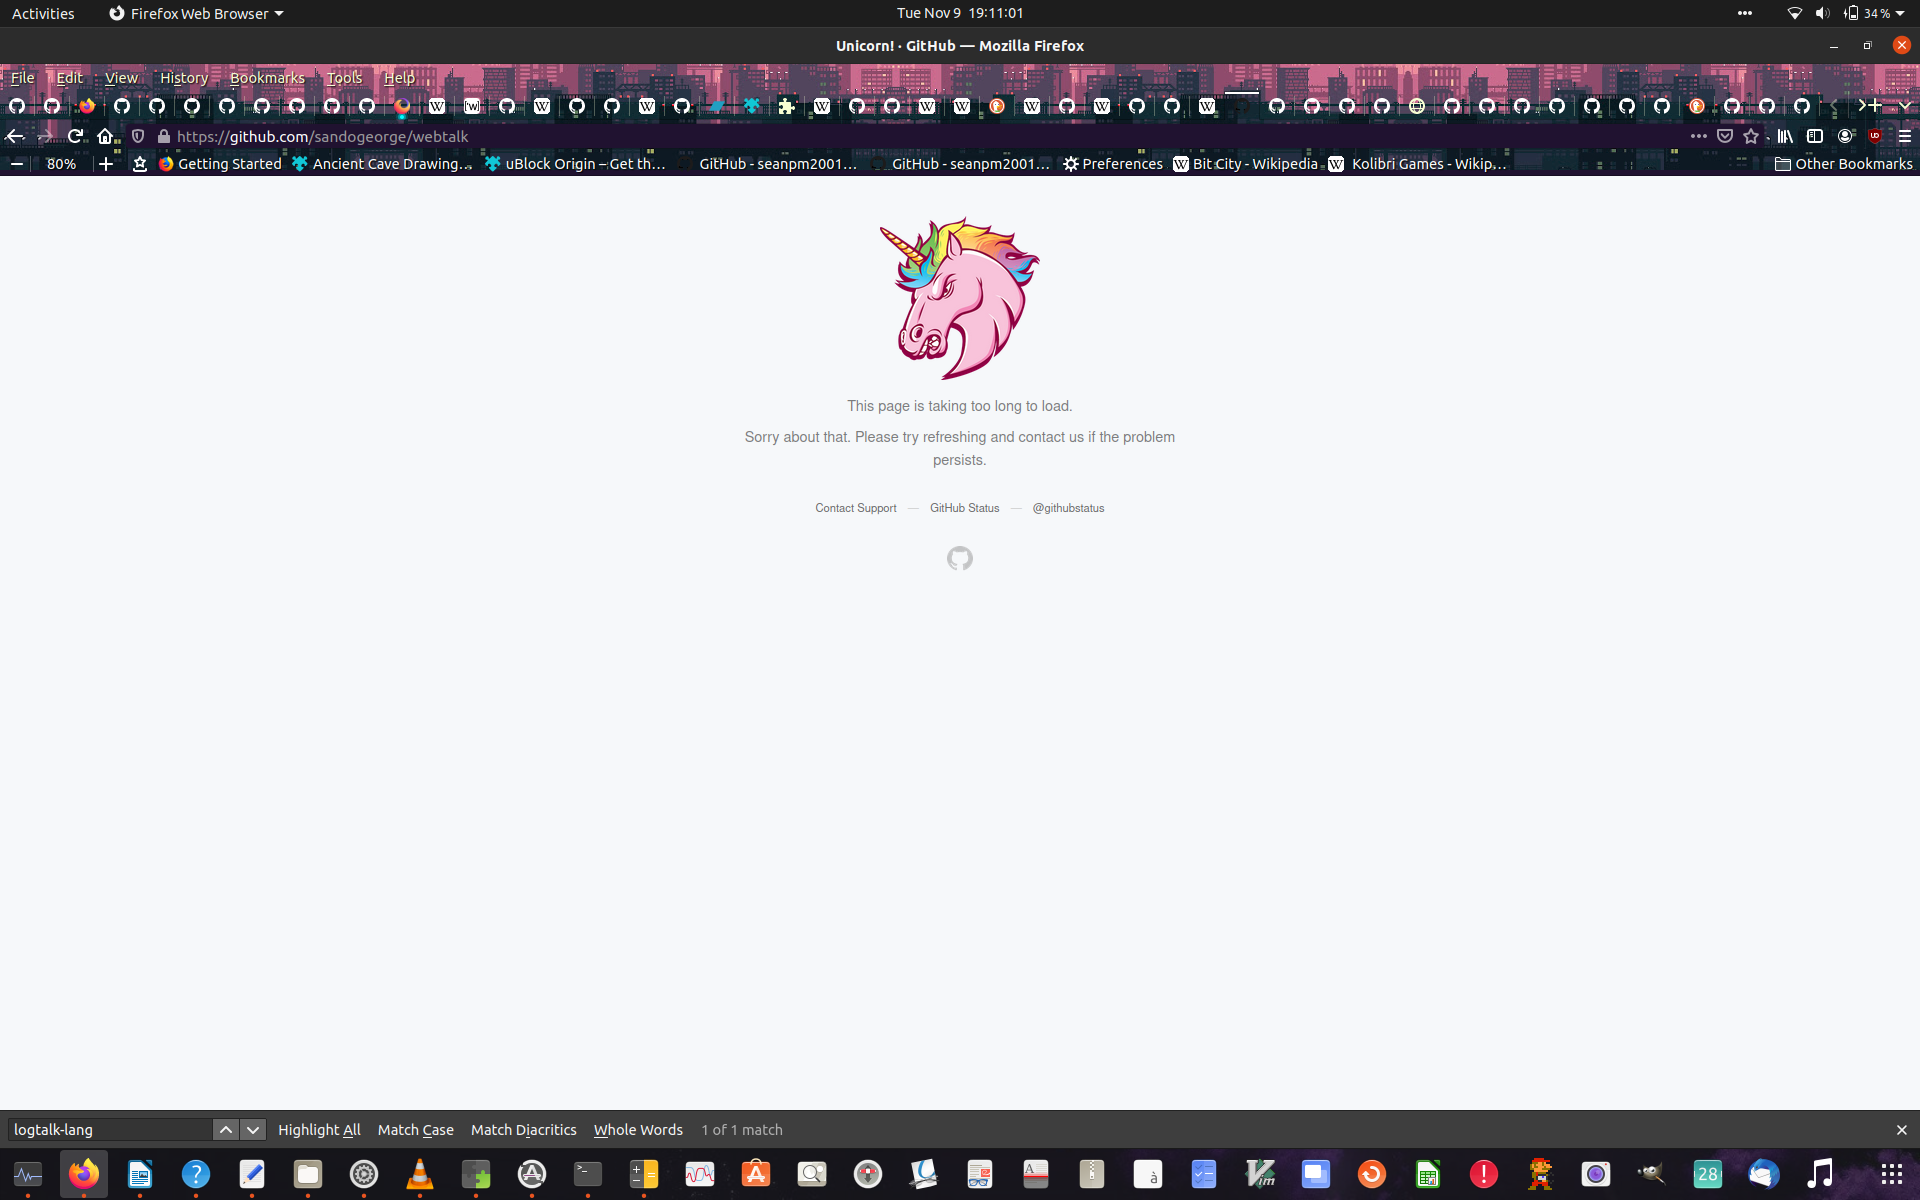 Activities Firefox Web Browser Tue Nov 9 19:11:01 34%
Unicorn! · GitHub — Mozilla Firefox
File Edit View History Bookmarks Tools Help
https://github.com/sandogeorge/webtalk
80% Getting Started Ancient Cave Drawing… uBlock Origin – Get th… GitHub - seanpm2001… GitHub - seanpm2001… Preferences Bit City - Wikipedia Kolibri Games - Wikip… Other Bookmarks
This page is taking too long to load.
Sorry about that. Please try refreshing and contact us if the problem
persists.
Contact Support — GitHub Status — @githubstatus
logtalk-lang Highlight All Match Case Match Diacritics Whole Words 1 of 1 match
28